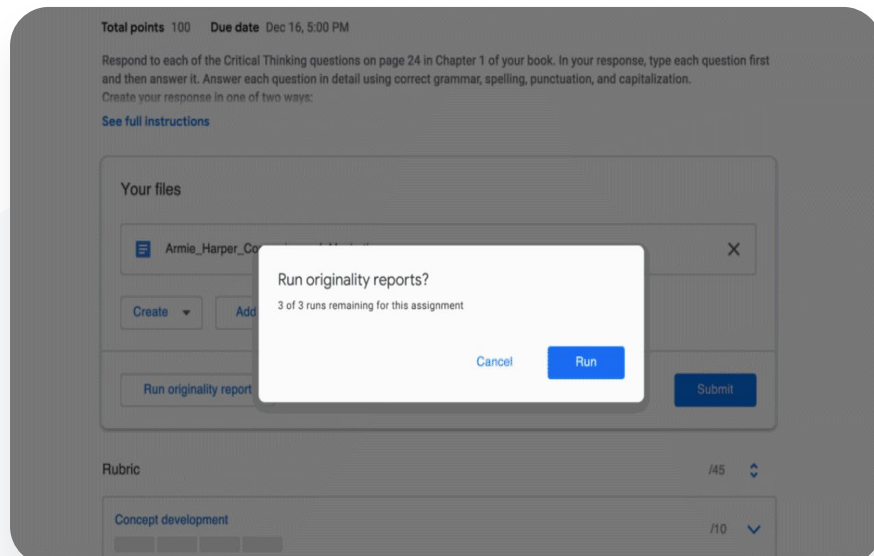 Total points 100 Due date Dec 16, 5:00 PM
Respond to each of the Critical Thinking questions on page 24 in Chapter 1 of your book. In your response, type each question first
and then answer it. Answer each question in detail using correct grammar, spelling, punctuation, and capitalization.
Create your response in one of two ways:
See full instructions
Your files
Armie_Harper_Co
Run originality reports?
3 of 3 runs remaining for this assignment
Create Add
Cancel Run
Run originality report
Submit
Rubric /45
Concept development /10